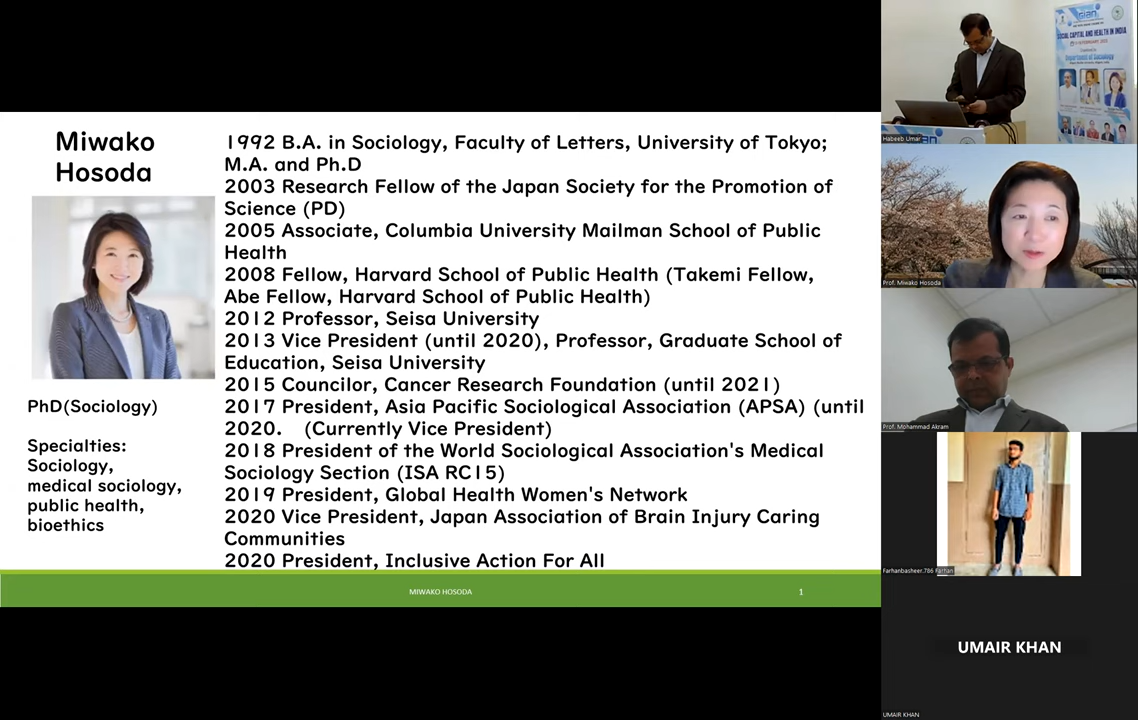 Miwako
Hosoda
PhD(Sociology)
Specialties:
Sociology,
medical sociology,
public health,
bioethics
1992 B.A. in Sociology, Faculty of Letters, University of Tokyo;
M.A. and Ph.D
2003 Research Fellow of the Japan Society for the Promotion of
Science (PD)
2005 Associate, Columbia University Mailman School of Public
Health
2008 Fellow, Harvard School of Public Health (Takemi Fellow,
Abe Fellow, Harvard School of Public Health)
2012 Professor, Seisa University
2013 Vice President (until 2020), Professor, Graduate School of
Education, Seisa University
2015 Councilor, Cancer Research Foundation (until 2021)
2017 President, Asia Pacific Sociological Association (APSA) (until
2020. (Currently Vice President)
2018 President of the World Sociological Association's Medical
Sociology Section (ISA RC15)
2019 President, Global Health Women's Network
2020 Vice President, Japan Association of Brain Injury Caring
Communities
2020 President, Inclusive Action For All
MIWAKO HOSODA
1
gian
SOCIAL CAPITAL AND HEALTH IN INDIA
Department of Sociology
Habeeb Umar
Prof. Miwako Hosoda
Prof. Mohammad Akram
Farhanbasheer.786 Farhan
UMAIR KHAN
UMAIR KHAN